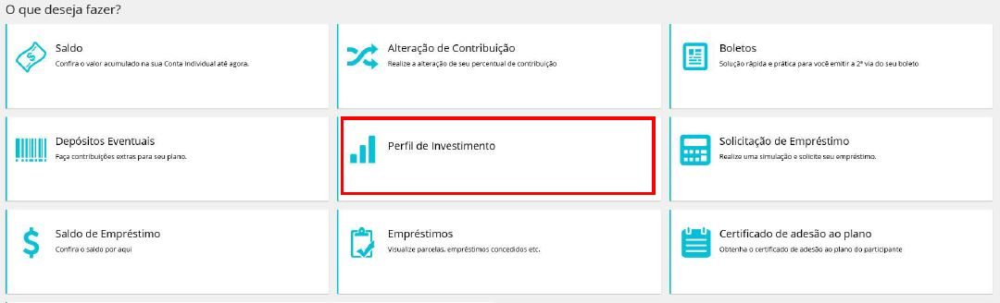 O que deseja fazer?
Saldo
Confira o valor acumulado na sua Conta Individual até agora.
Alteração de Contribuição
Realize a alteração de seu percentual de contribuição
Boletos
Solução rápida e prática para você emitir a 2ª via do seu boleto
Depósitos Eventuais
Faça contribuições extras para seu plano.
Perfil de Investimento
Solicitação de Empréstimo
Realize uma simulação e solicite seu empréstimo.
Saldo de Empréstimo
Confira o saldo por aqui
Empréstimos
Visualize parcelas, empréstimos concedidos etc.
Certificado de adesão ao plano
Obtenha o certificado de adesão ao plano do participante